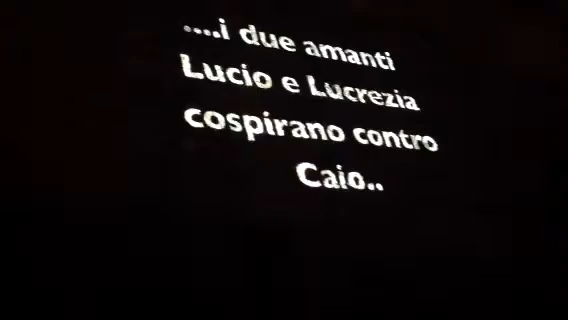 ....i due amanti
Lucio e Lucrezia
cospirano contro
Caio..